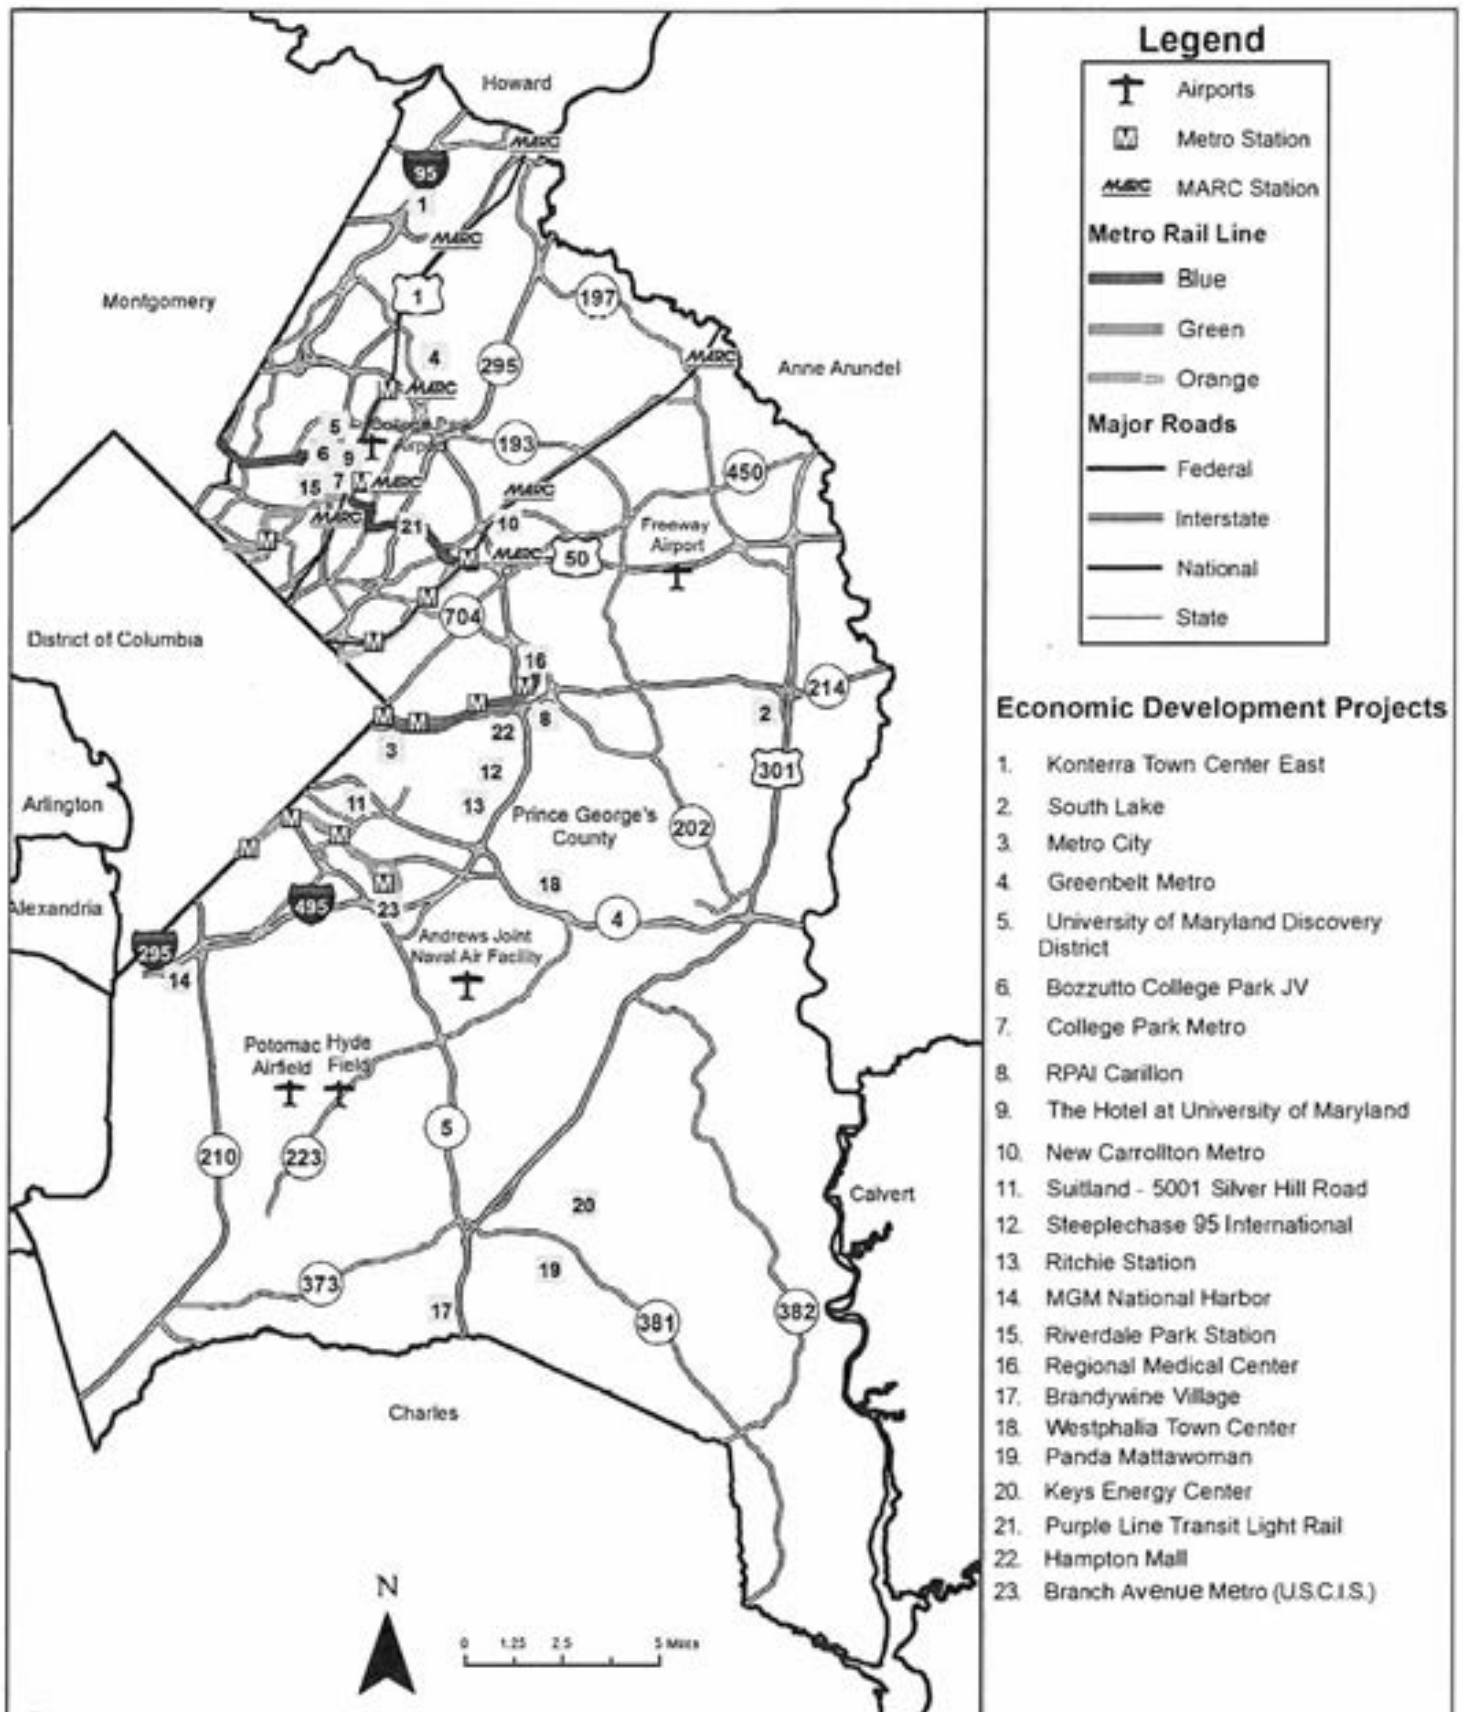 Howard
MARC
95
1
MARC
Montgomery
1
197
4
295
MARC
Anne Arundel
M
MARC
5
College Park
Airport
193
6
9
450
15
7
M
MARC
MARC
MARC
21
10
Freeway
Airport
M
M
MARC
50
M
704
District of Columbia
M
16
M
214
M
M
M
22
8
2
3
12
301
Arlington
11
13
Prince George's
County
202
M
M
M
18
Alexandria
M
495
23
4
295
Andrews Joint
Naval Air Facility
14
Potomac
Airfield
Hyde
Field
5
210
223
Calvert
20
373
19
17
381
382
Charles
N
0 1.25 2.5 5 Miles
Legend
Airports
M Metro Station
MARC MARC Station
Metro Rail Line
Blue
Green
Orange
Major Roads
Federal
Interstate
National
State
Economic Development Projects
1. Konterra Town Center East
2. South Lake
3. Metro City
4. Greenbelt Metro
5. University of Maryland Discovery
District
6. Bozzutto College Park JV
7. College Park Metro
8. RPAI Carillon
9. The Hotel at University of Maryland
10. New Carrollton Metro
11. Suitland - 5001 Silver Hill Road
12. Steeplechase 95 International
13. Ritchie Station
14. MGM National Harbor
15. Riverdale Park Station
16. Regional Medical Center
17. Brandywine Village
18. Westphalia Town Center
19. Panda Mattawoman
20. Keys Energy Center
21. Purple Line Transit Light Rail
22. Hampton Mall
23. Branch Avenue Metro (U.S.C.I.S.)